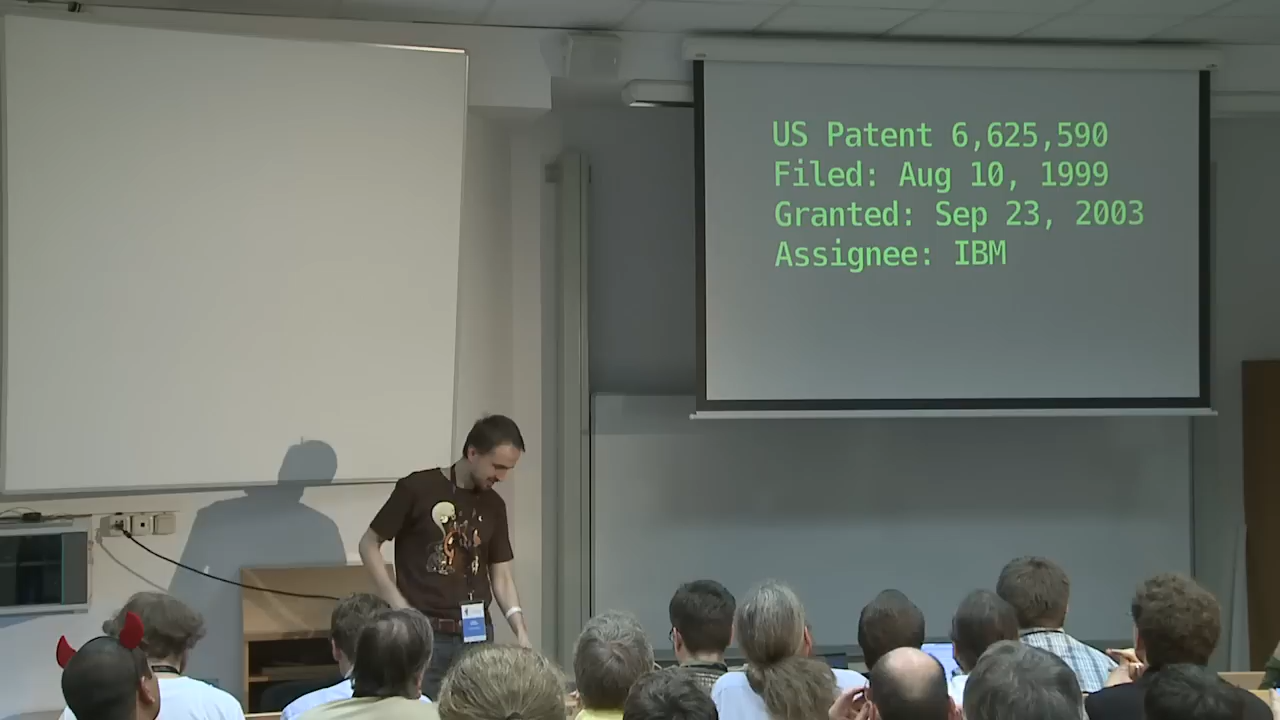 US Patent 6,625,590
Filed: Aug 10, 1999
Granted: Sep 23, 2003
Assignee: IBM